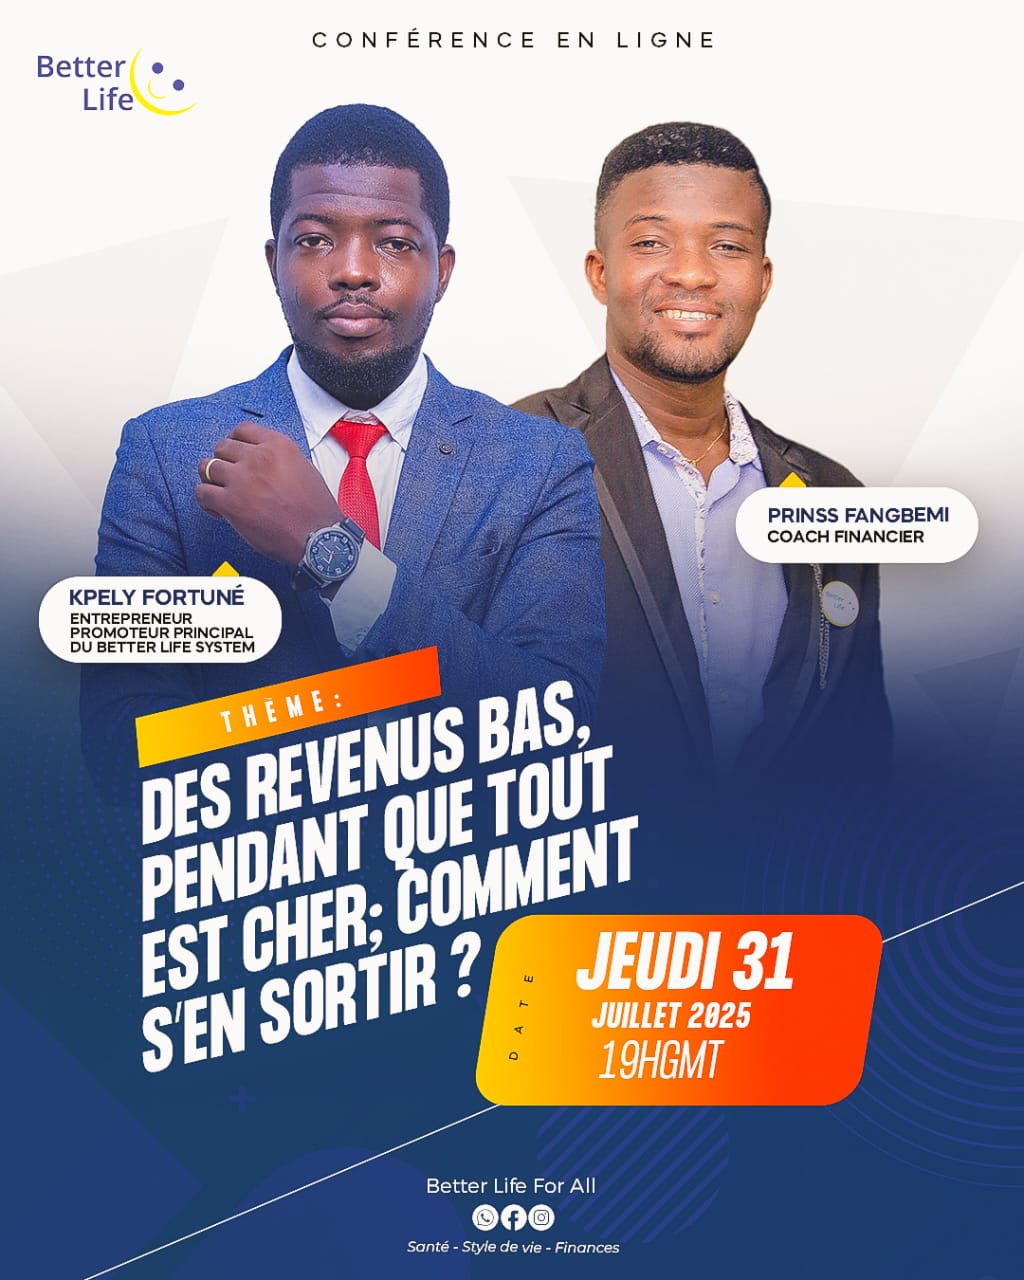 CONFÉRENCE EN LIGNE
Better
Life
PRINSS FANGBEMI
COACH FINANCIER
Better
Life
KPELY FORTUNÉ
ENTREPRENEUR
PROMOTEUR PRINCIPAL
DU BETTER LIFE SYSTEM
THÈME:
DES REVENUS BAS,
PENDANT QUE TOUT
EST CHER; COMMENT
S'EN SORTIR ?
DATE
JEUDI 31
JUILLET 2025
19HGMT
Better Life For All
Santé - Style de vie - Finances